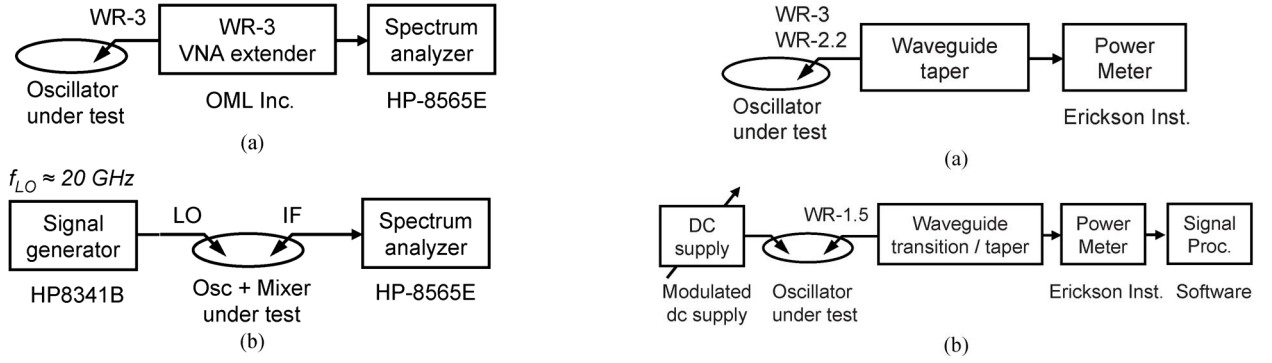 WR-3
WR-3
VNA extender
Spectrum
analyzer
Oscillator
under test
OML Inc.
HP-8565E
(a)
f_LO ≈ 20 GHz
Signal
generator
LO
IF
Spectrum
analyzer
HP8341B
Osc + Mixer
under test
HP-8565E
(b)
WR-3
WR-2.2
Waveguide
taper
Power
Meter
Oscillator
under test
Erickson Inst.
(a)
DC
supply
WR-1.5
Waveguide
transition / taper
Power
Meter
Signal
Proc.
Modulated
dc supply
Oscillator
under test
Erickson Inst.
Software
(b)